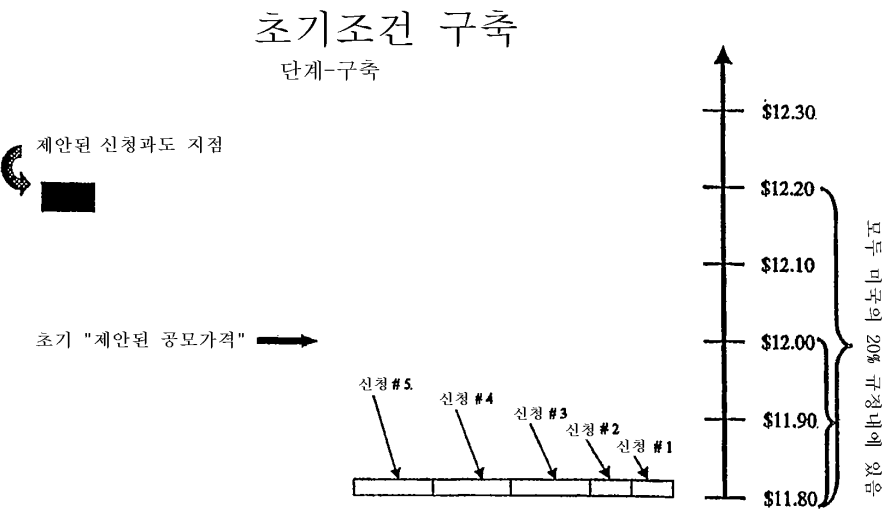 초기조건 구축
단계-구축
제안된 신청과도 지점
초기 "제안된 공모가격"
신청 #5.
신청 #4
신청 #3
신청 #2
신청 #1
$12.30.
$12.20
$12.10
$12.00
$11.90.
$11.80
모두 미국의 20% 규정내에 있음